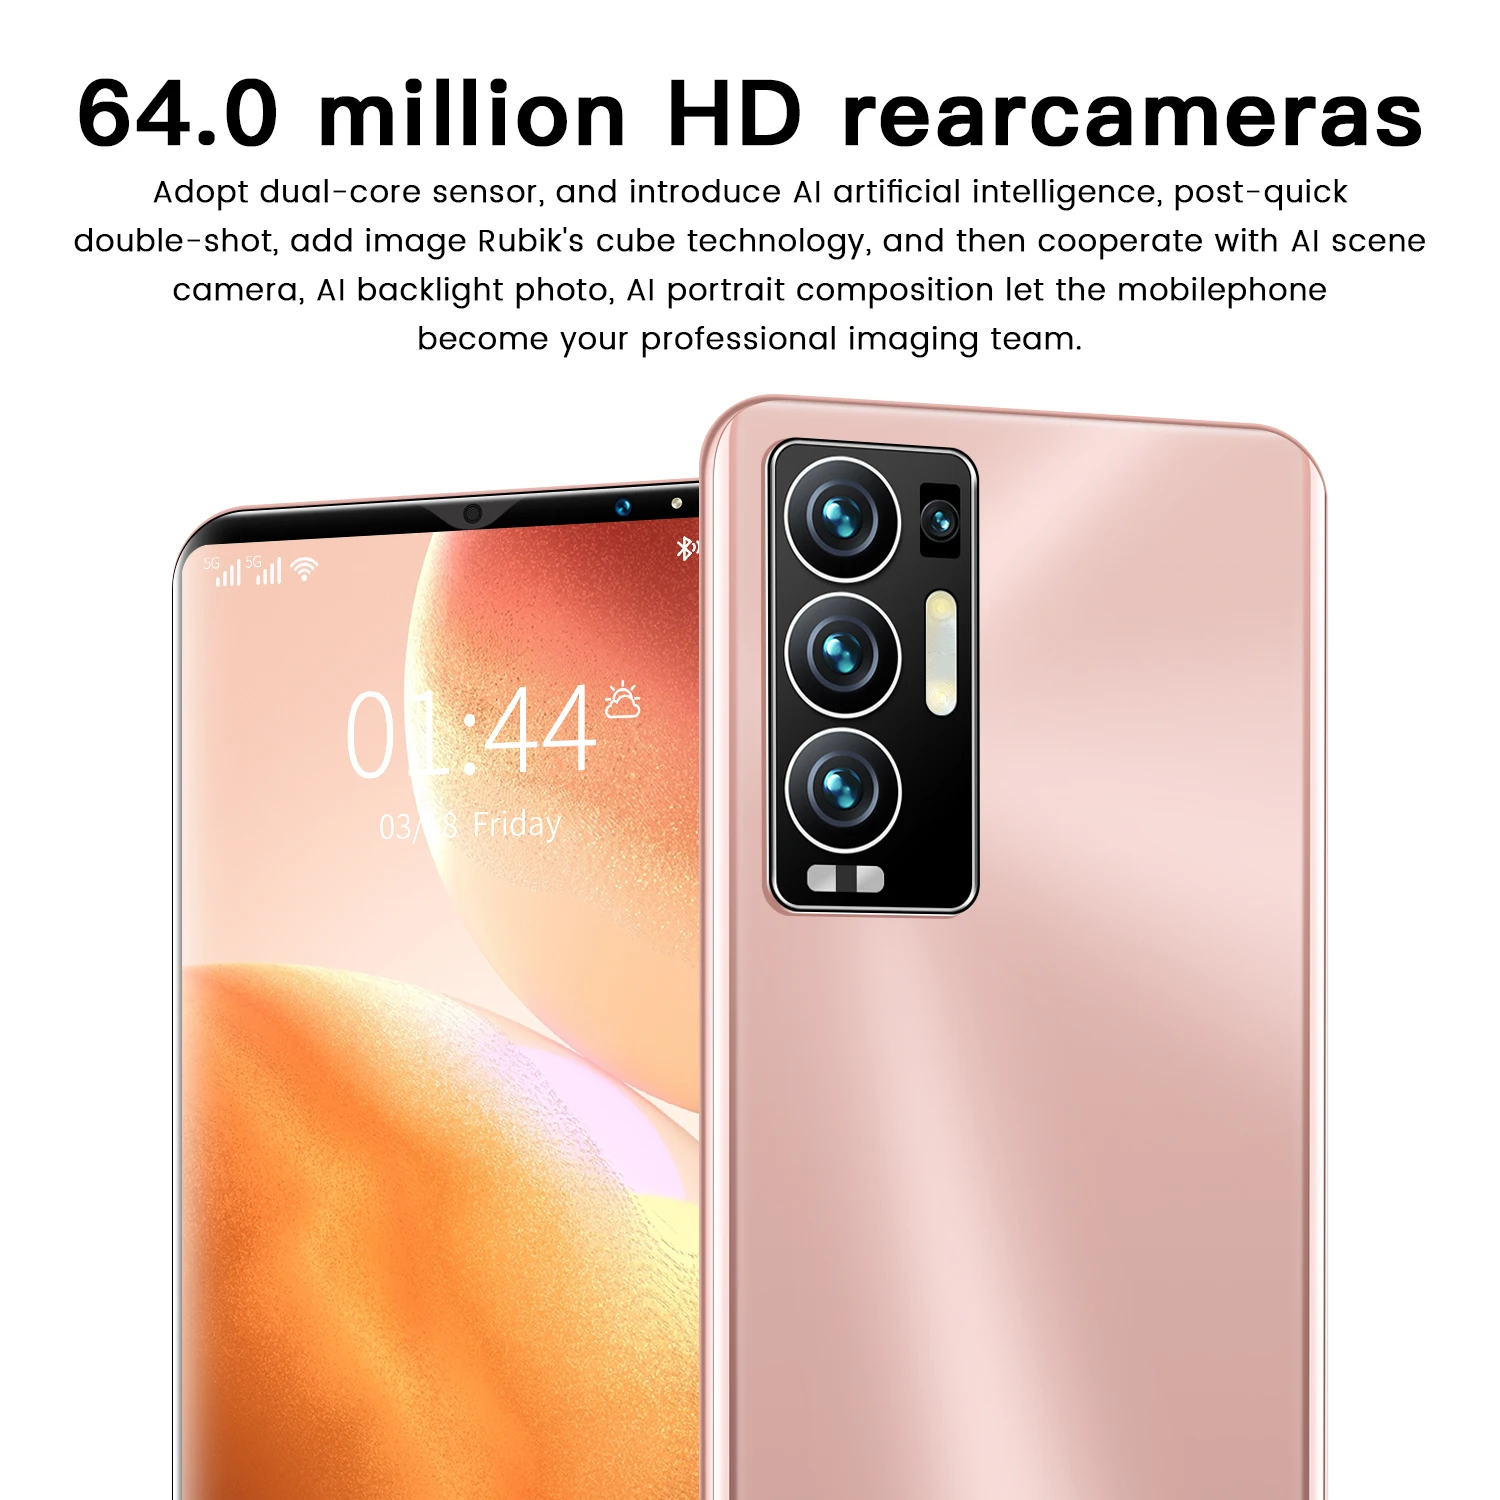 64.0 million HD rearcameras
Adopt dual-core sensor, and introduce AI artificial intelligence, post-quick
double-shot, add image Rubik's cube technology, and then cooperate with AI scene
camera, AI backlight photo, AI portrait composition let the mobilephone
become your professional imaging team.
5G 5G
01:44
Friday